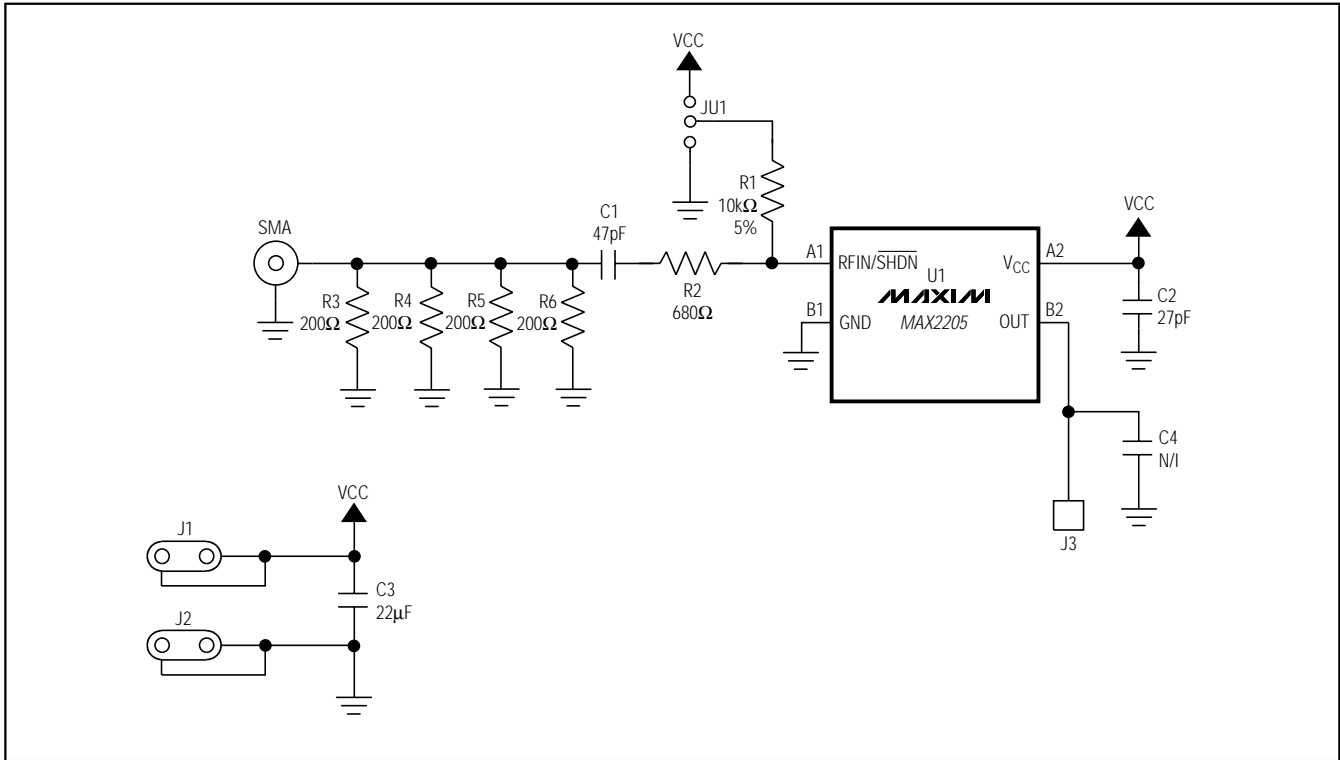 VCC
JU1
R1
10kΩ
5%
SMA
C1
47pF
R2
680Ω
R3
200Ω
R4
200Ω
R5
200Ω
R6
200Ω
A1
RFIN/SHDN
B1
GND
U1
MAXIM
MAX2205
VCC
A2
OUT
B2
VCC
C2
27pF
C4
N/I
J3
VCC
J1
C3
22μF
J2